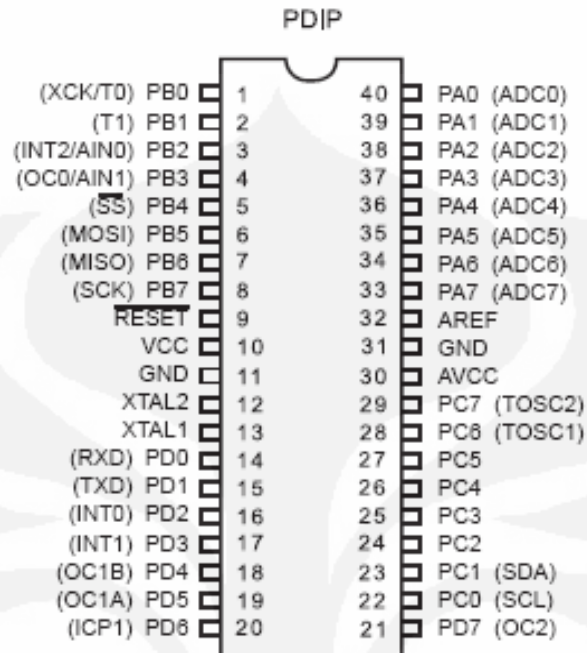 PDIP
(XCK/T0) PB0 1 40 PA0 (ADC0)
(T1) PB1 2 39 PA1 (ADC1)
(INT2/AIN0) PB2 3 38 PA2 (ADC2)
(OC0/AIN1) PB3 4 37 PA3 (ADC3)
(SS) PB4 5 36 PA4 (ADC4)
(MOSI) PB5 6 35 PA5 (ADC5)
(MISO) PB6 7 34 PA6 (ADC6)
(SCK) PB7 8 33 PA7 (ADC7)
RESET 9 32 AREF
VCC 10 31 GND
GND 11 30 AVCC
XTAL2 12 29 PC7 (TOSC2)
XTAL1 13 28 PC6 (TOSC1)
(RXD) PD0 14 27 PC5
(TXD) PD1 15 26 PC4
(INT0) PD2 16 25 PC3
(INT1) PD3 17 24 PC2
(OC1B) PD4 18 23 PC1 (SDA)
(OC1A) PD5 19 22 PC0 (SCL)
(ICP1) PD6 20 21 PD7 (OC2)